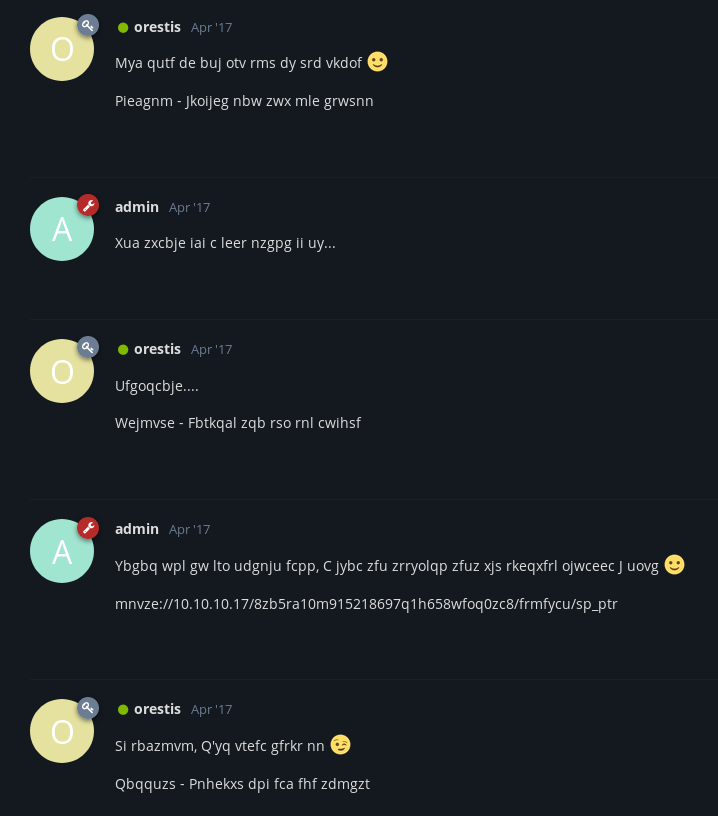 O
orestis Apr '17
Mya qutf de buj otv rms dy srd vkdof 🙂
Pieagnm - Jkoijeg nbw zwx mle grwsnn
A
admin Apr '17
Xua zxcbje iai c leer nzgpg ii uy...
O
orestis Apr '17
Ufgoqcbje....
Wejmvse - Fbtkqal zqb rso rnl cwihsf
A
admin Apr '17
Ybgbq wpl gw lto udgnju fcpp, C jybc zfu zrryolqp zfuz xjs rkeqxfrl ojwceec J uovg 🙂
mnvze://10.10.10.17/8zb5ra10m915218697q1h658wfoq0zc8/frmfycu/sp_ptr
O
orestis Apr '17
Si rbazmvm, Q'yq vtefc gfrkr nn 😉
Qbqquzs - Pnhekxs dpi fca fhf zdmgzt